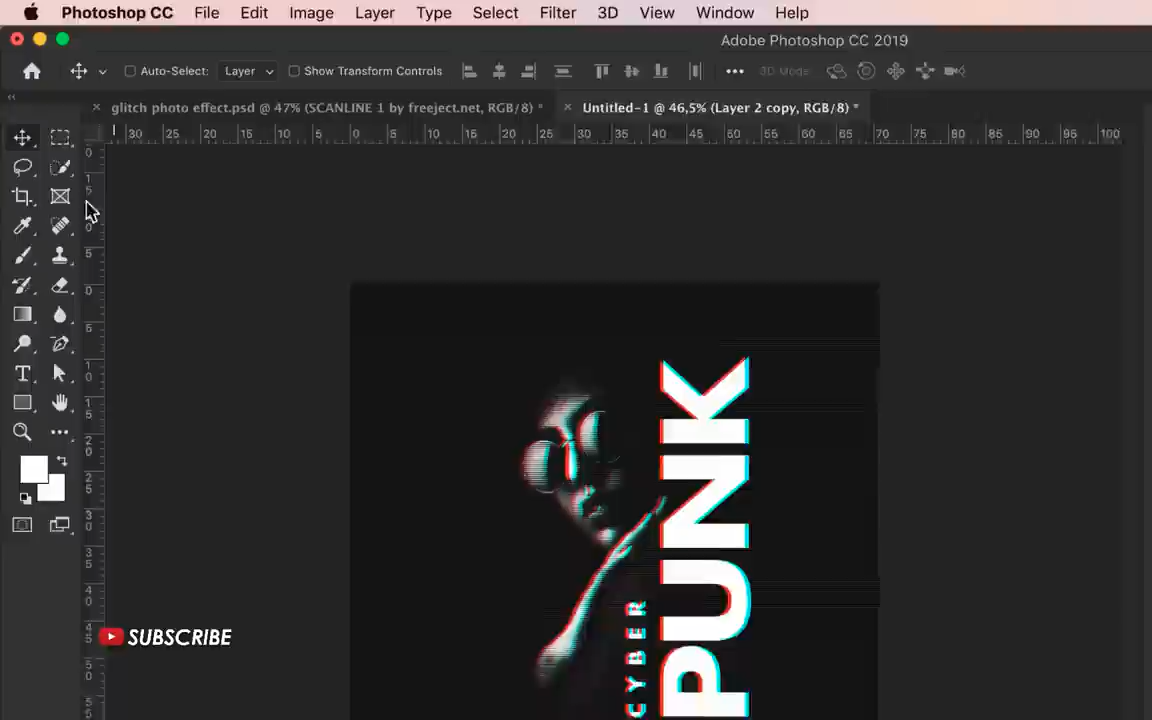 Photoshop CC File Edit Image Layer Type Select Filter 3D View Window Help
Adobe Photoshop CC 2019
Auto-Select: Layer Show Transform Controls 3D Mode:
× glitch photo effect.psd @ 47% (SCANLINE 1 by freeject.net, RGB/8) * × Untitled-1 @ 46,5% (Layer 2 copy, RGB/8) *
30 25 20 15 10 5 0 5 10 15 20 25 30 35 40 45 50 55 60 65 70 75 80 85 90 95 100
CYBER
PUNK
SUBSCRIBE